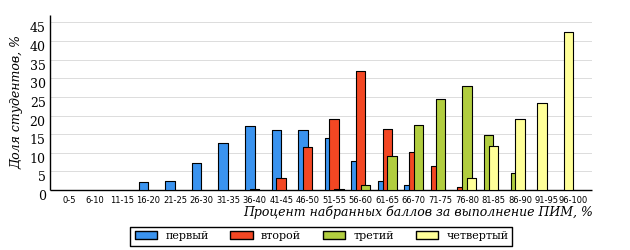 45
40
35
30
25
20
15
10
5
0
Доля студентов, %
0-5 6-10 11-15 16-20 21-25 26-30 31-35 36-40 41-45 46-50 51-55 56-60 61-65 66-70 71-75 76-80 81-85 86-90 91-95 96-100
Процент набранных баллов за выполнение ПИМ, %
первый второй третий четвертый